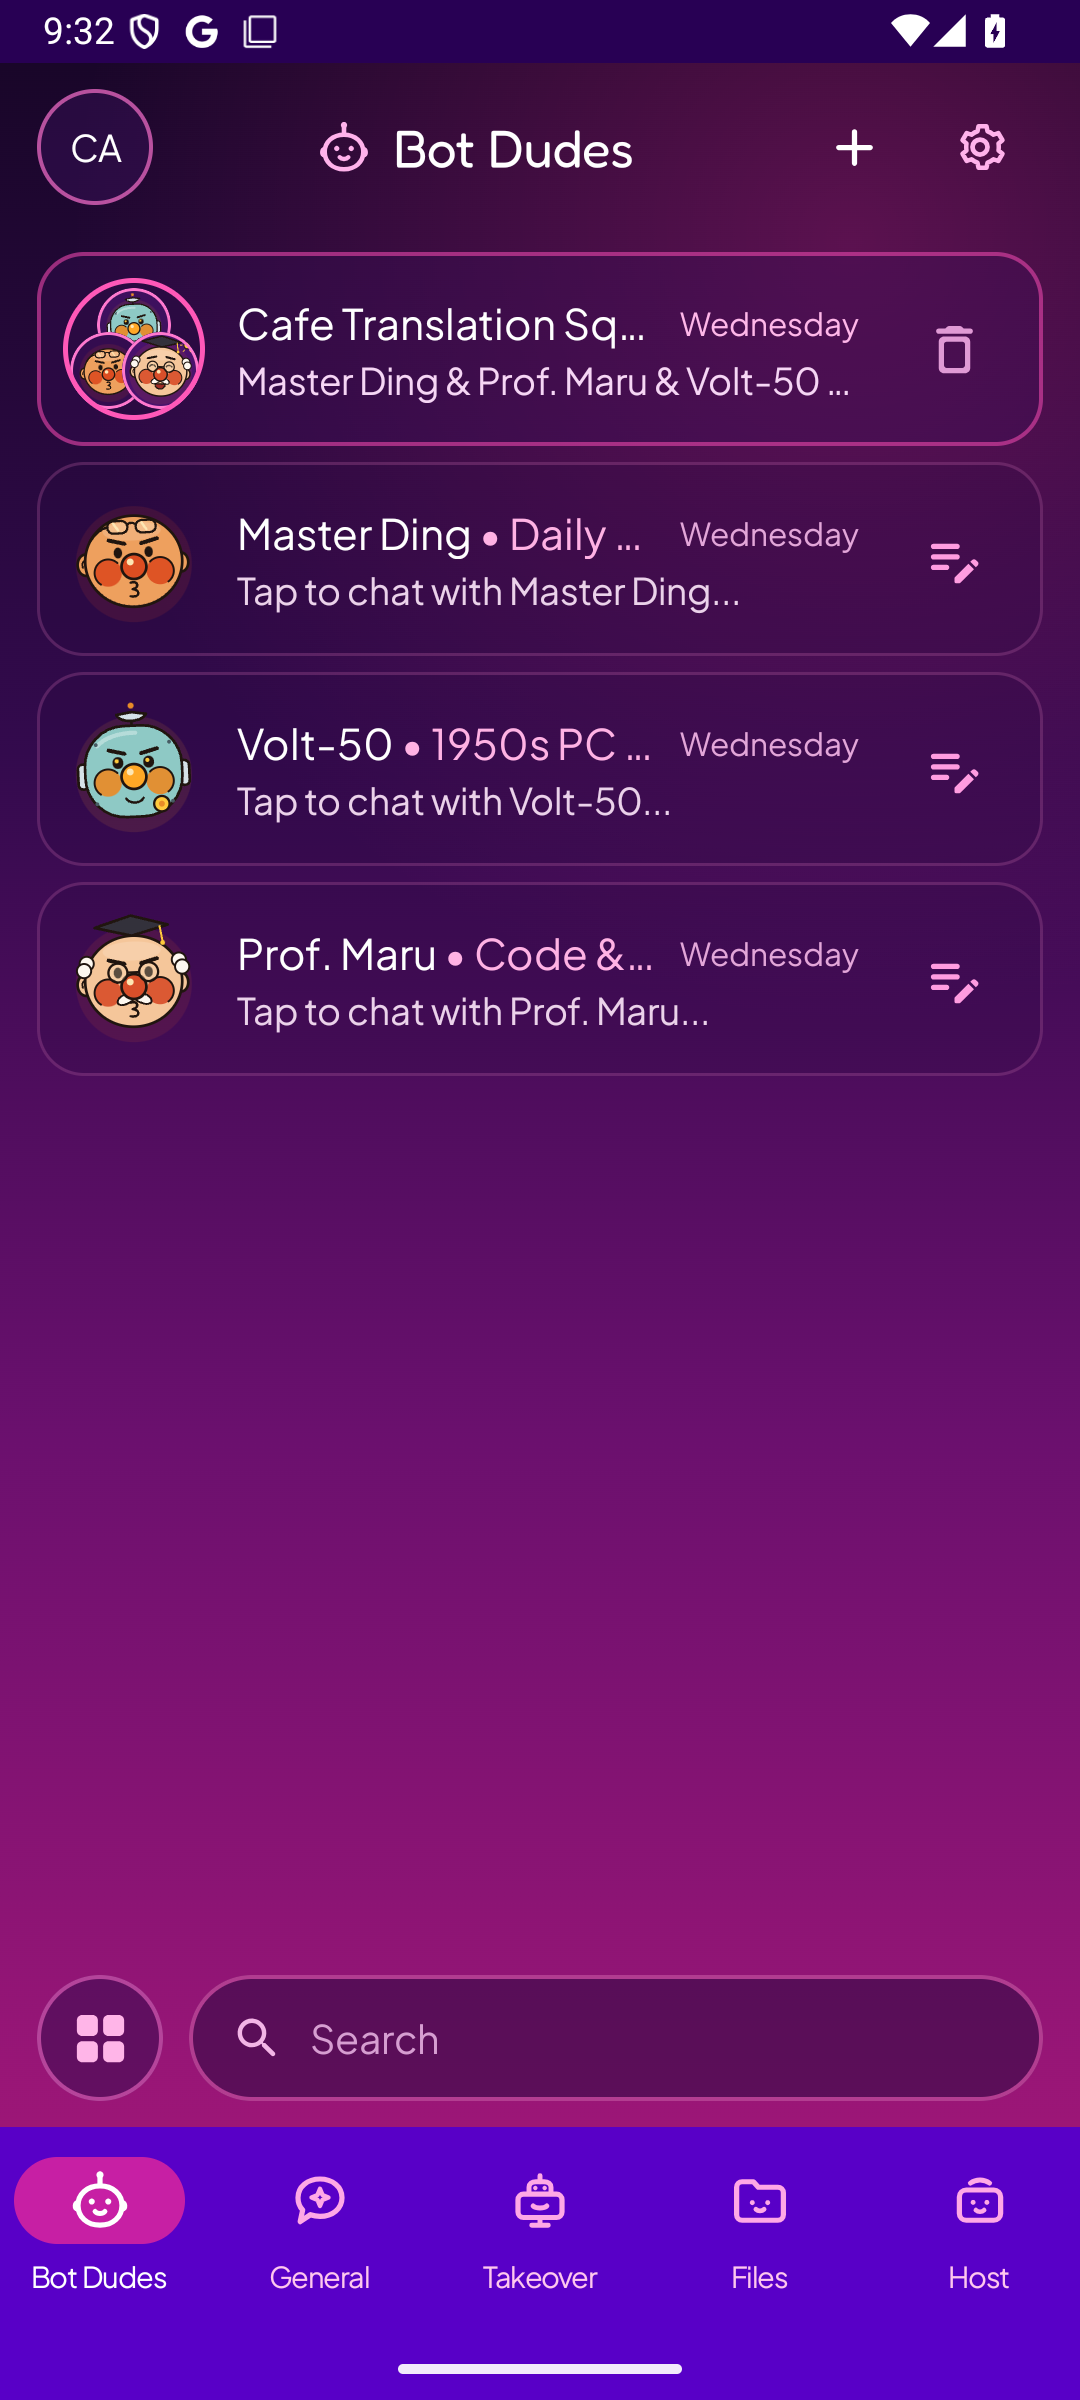 9:32
CA
Bot Dudes
Cafe Translation Sq... Wednesday
Master Ding & Prof. Maru & Volt-50 ...
Master Ding • Daily ... Wednesday
Tap to chat with Master Ding...
Volt-50 • 1950s PC ... Wednesday
Tap to chat with Volt-50...
Prof. Maru • Code &... Wednesday
Tap to chat with Prof. Maru...
Search
Bot Dudes General Takeover Files Host